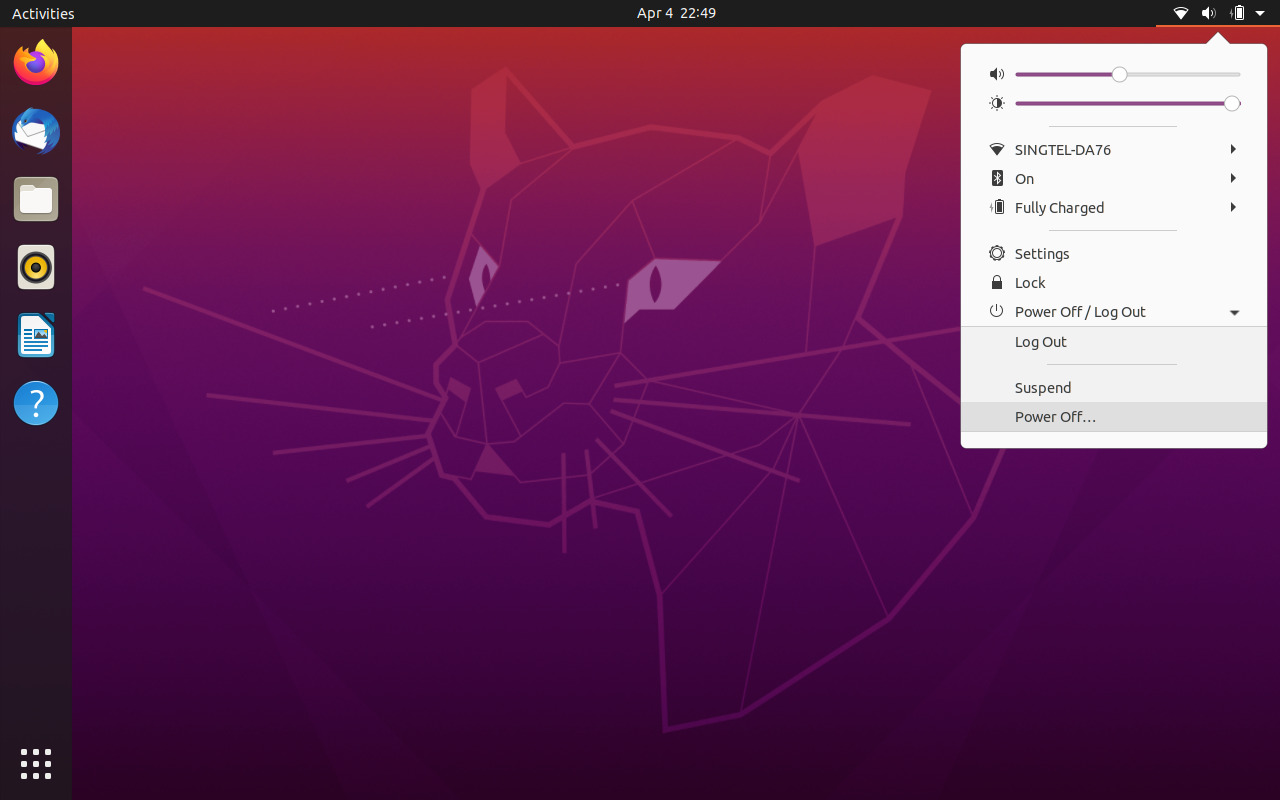 Activities
Apr 4 22:49
SINGTEL-DA76
On
Fully Charged
Settings
Lock
Power Off / Log Out
Log Out
Suspend
Power Off…
?